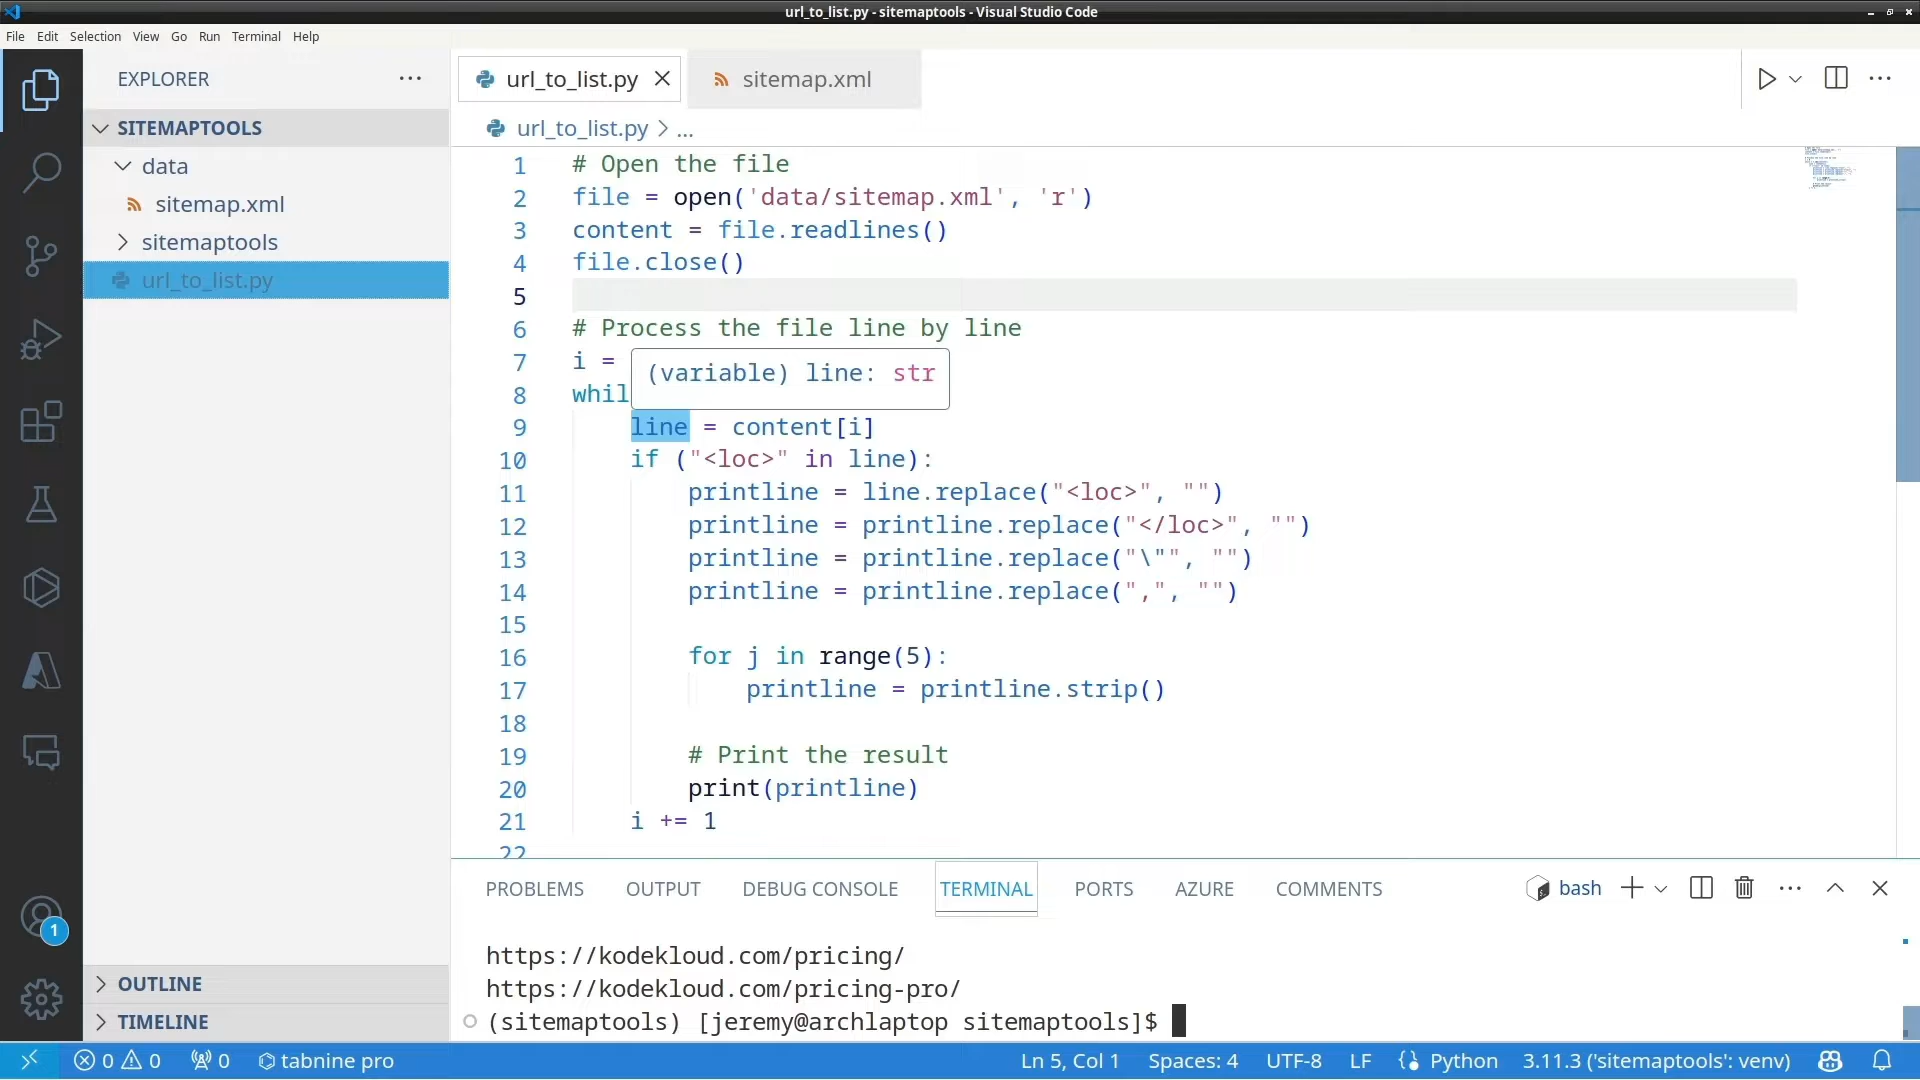 url_to_list.py - sitemaptools - Visual Studio Code
File Edit Selection View Go Run Terminal Help
EXPLORER
SITEMAPTOOLS
data
sitemap.xml
sitemaptools
url_to_list.py
1
OUTLINE
TIMELINE
url_to_list.py
sitemap.xml
url_to_list.py > ...
1 # Open the file
2 file = open('data/sitemap.xml', 'r')
3 content = file.readlines()
4 file.close()
5
6 # Process the file line by line
7 i =
(variable) line: str
8 whil
9 line = content[i]
10 if ("<loc>" in line):
11 printline = line.replace("<loc>", "")
12 printline = printline.replace("</loc>", "")
13 printline = printline.replace("\"", "")
14 printline = printline.replace(",", "")
15
16 for j in range(5):
17 printline = printline.strip()
18
19 # Print the result
20 print(printline)
21 i += 1
22
PROBLEMS OUTPUT DEBUG CONSOLE TERMINAL PORTS AZURE COMMENTS
bash
https://kodekloud.com/pricing/
https://kodekloud.com/pricing-pro/
(sitemaptools) [jeremy@archlaptop sitemaptools]$
0 0 0 tabnine pro Ln 5, Col 1 Spaces: 4 UTF-8 LF Python 3.11.3 ('sitemaptools': venv)